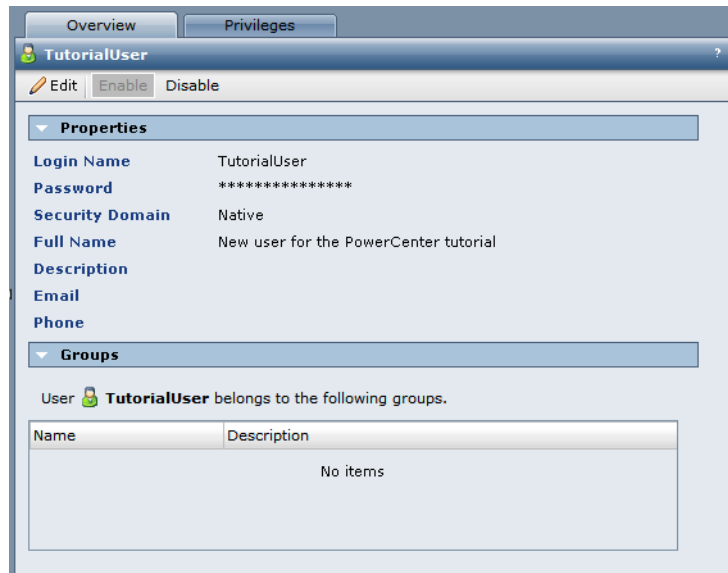 Overview Privileges
TutorialUser ?
Edit Enable Disable
Properties
Login Name TutorialUser
Password ***************
Security Domain Native
Full Name New user for the PowerCenter tutorial
Description
Email
Phone
Groups
User TutorialUser belongs to the following groups.
Name Description
No items